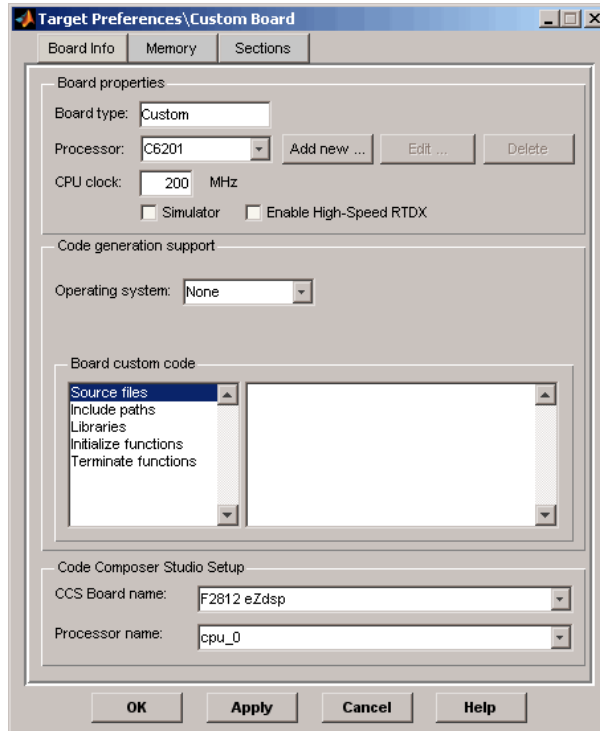 Target Preferences\Custom Board
Board Info Memory Sections
Board properties
Board type: Custom
Processor: C6201 Add new ... Edit ... Delete
CPU clock: 200 MHz
Simulator Enable High-Speed RTDX
Code generation support
Operating system: None
Board custom code
Source files
Include paths
Libraries
Initialize functions
Terminate functions
Code Composer Studio Setup
CCS Board name: F2812 eZdsp
Processor name: cpu_0
OK Apply Cancel Help